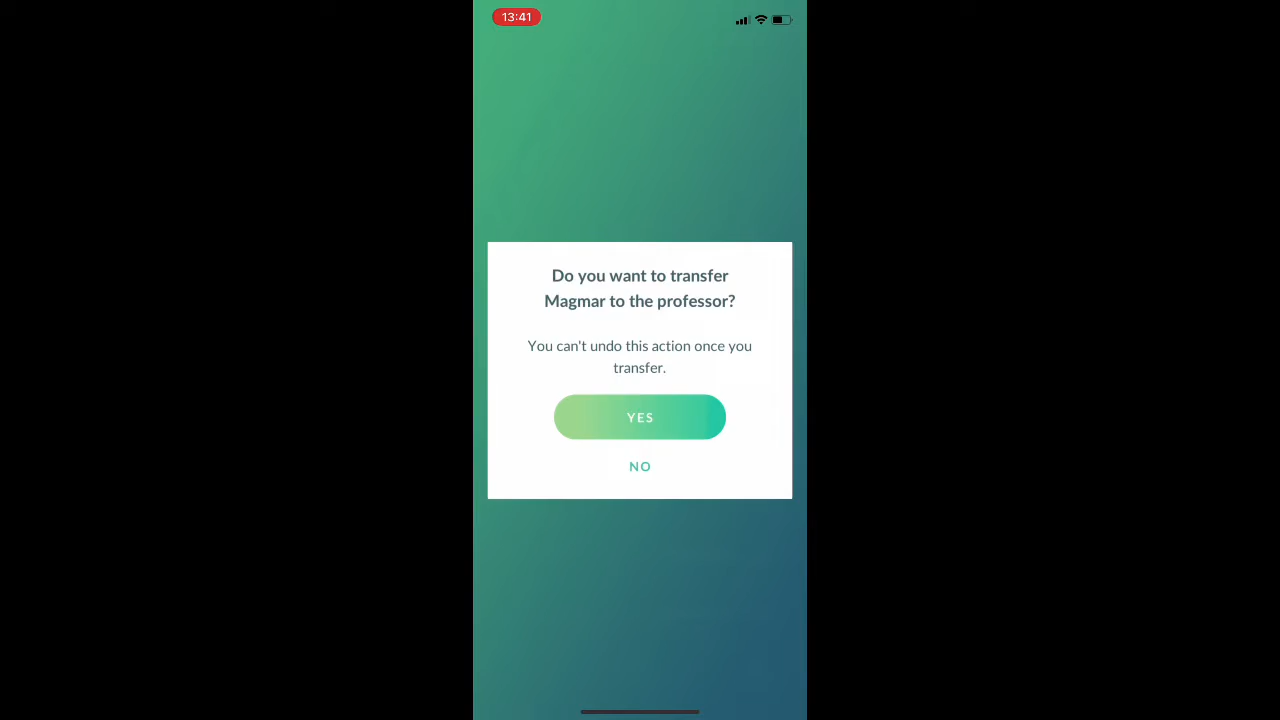 13:41
Do you want to transfer
Magmar to the professor?
You can't undo this action once you
transfer.
YES
NO